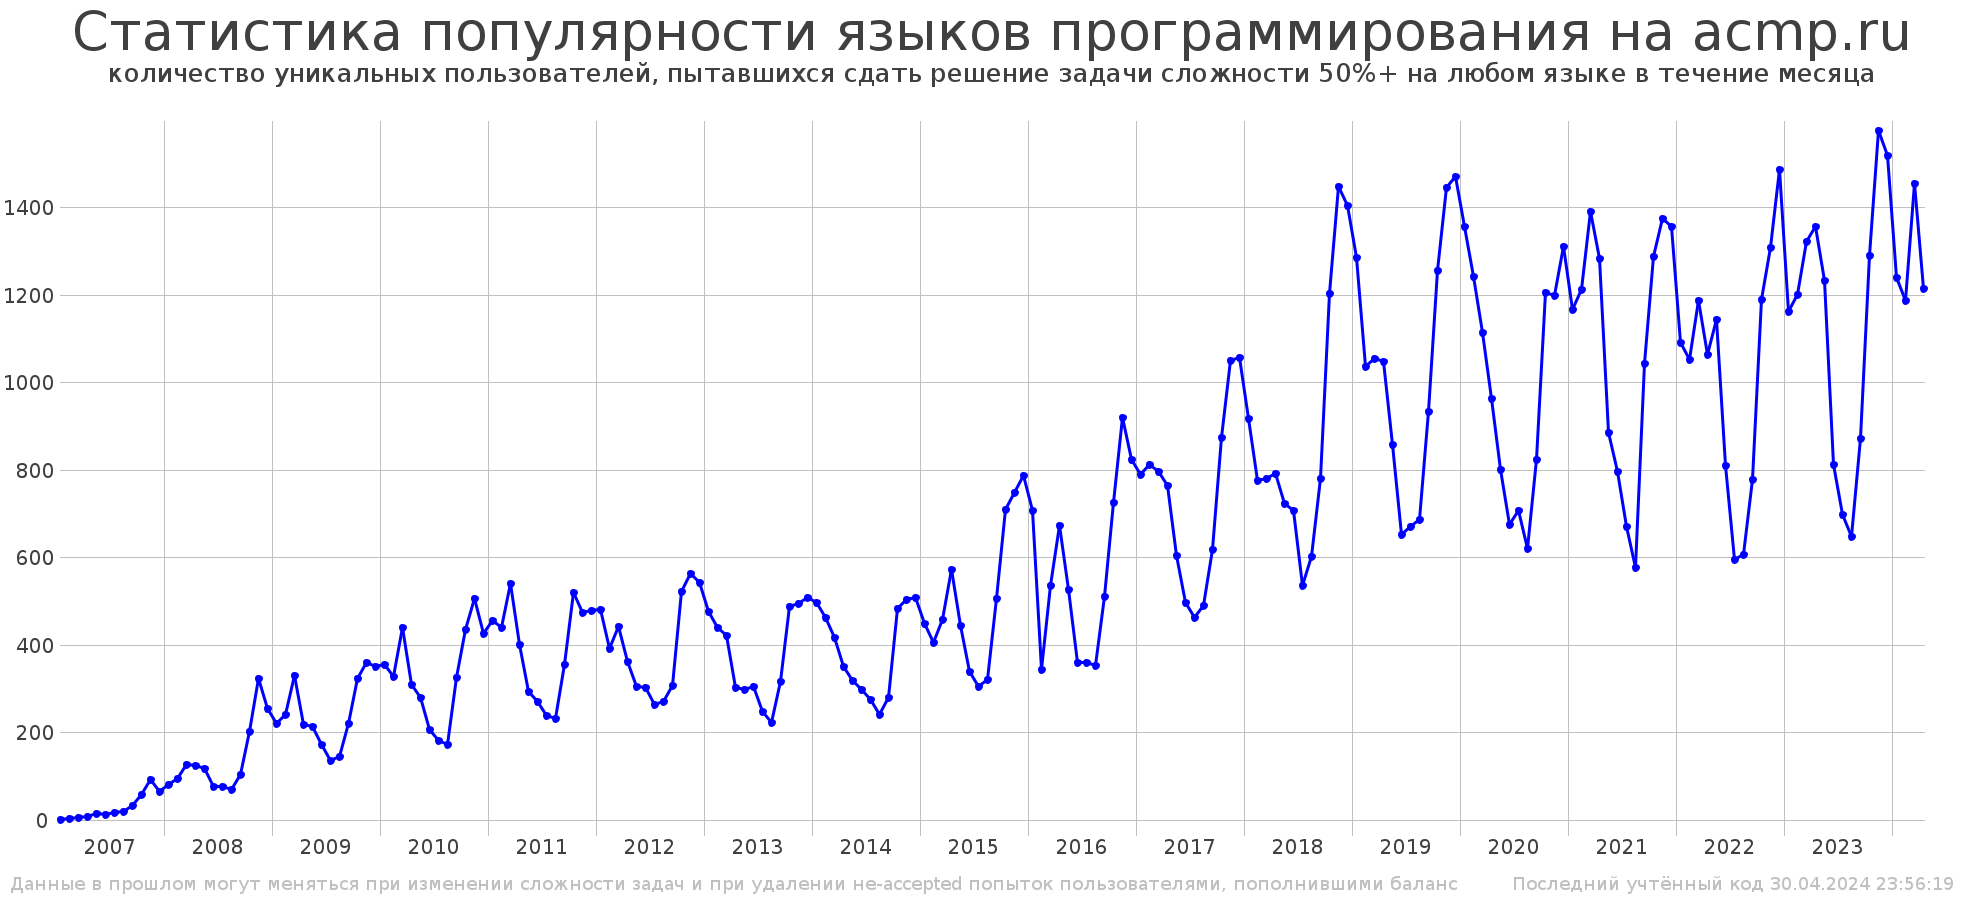 Статистика популярности языков программирования на acmp.ru
количество уникальных пользователей, пытавшихся сдать решение задачи сложности 50%+ на любом языке в течение месяца
1400
1200
1000
800
600
400
200
0
2007 2008 2009 2010 2011 2012 2013 2014 2015 2016 2017 2018 2019 2020 2021 2022 2023
Данные в прошлом могут меняться при изменении сложности задач и при удалении не-accepted попыток пользователями, пополнившими баланс
Последний учтённый код 30.04.2024 23:56:19